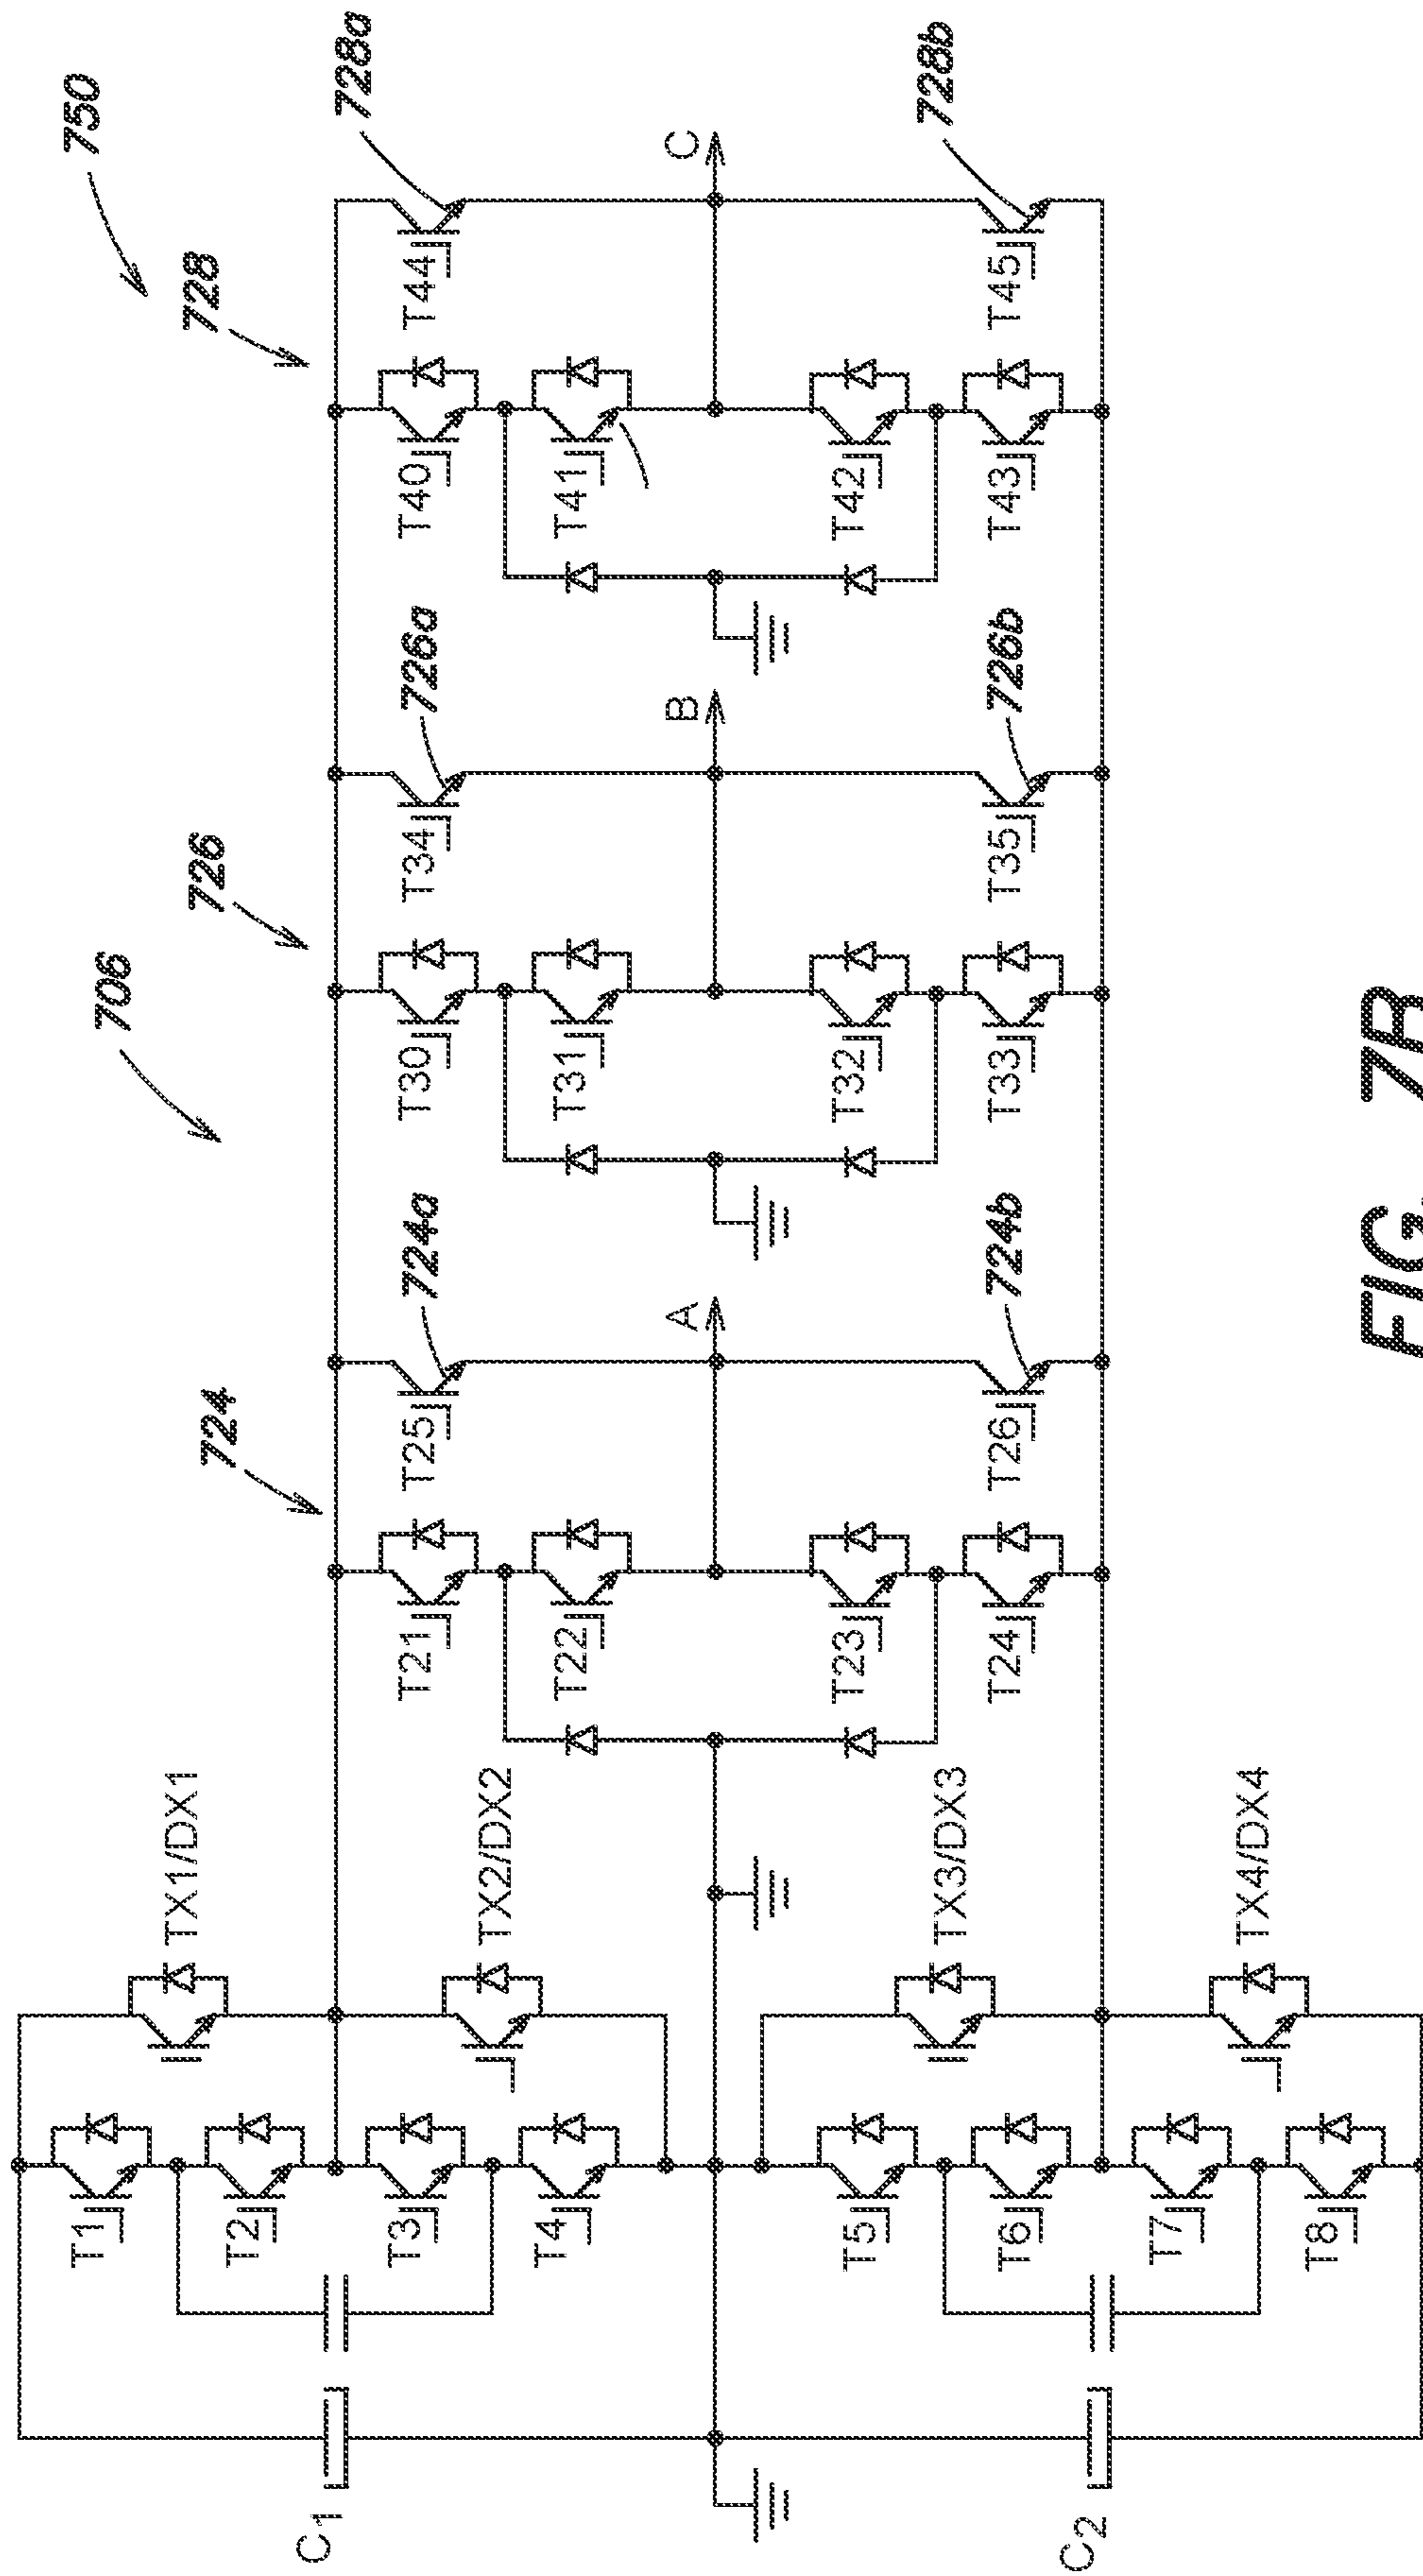 750
706
724
726
728
728a
728b
726a
726b
724a
724b
C1
C2
T1
T2
T3
T4
T5
T6
T7
T8
TX1/DX1
TX2/DX2
TX3/DX3
TX4/DX4
T21
T22
T23
T24
T25
T26
A
T30
T31
T32
T33
T34
T35
B
T40
T41
T42
T43
T44
T45
C
FIG. 7B